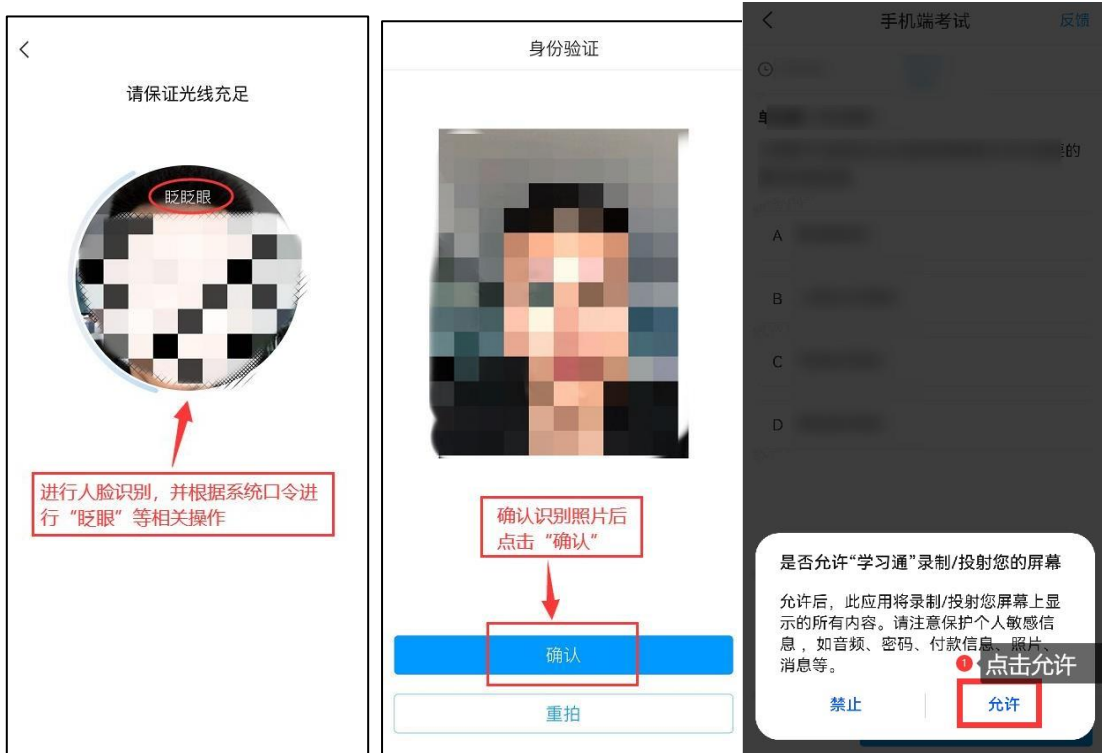 请保证光线充足
眨眨眼
进行人脸识别，并根据系统口令进
行“眨眼”等相关操作
身份验证
确认识别照片后
点击“确认”
确认
重拍
手机端考试
反馈
的
A
B
C
D
是否允许“学习通”录制/投射您的屏幕
允许后，此应用将录制/投射您屏幕上显
示的所有内容。请注意保护个人敏感信
息，如音频、密码、付款信息、照片、
消息等。
1 点击允许
禁止
允许